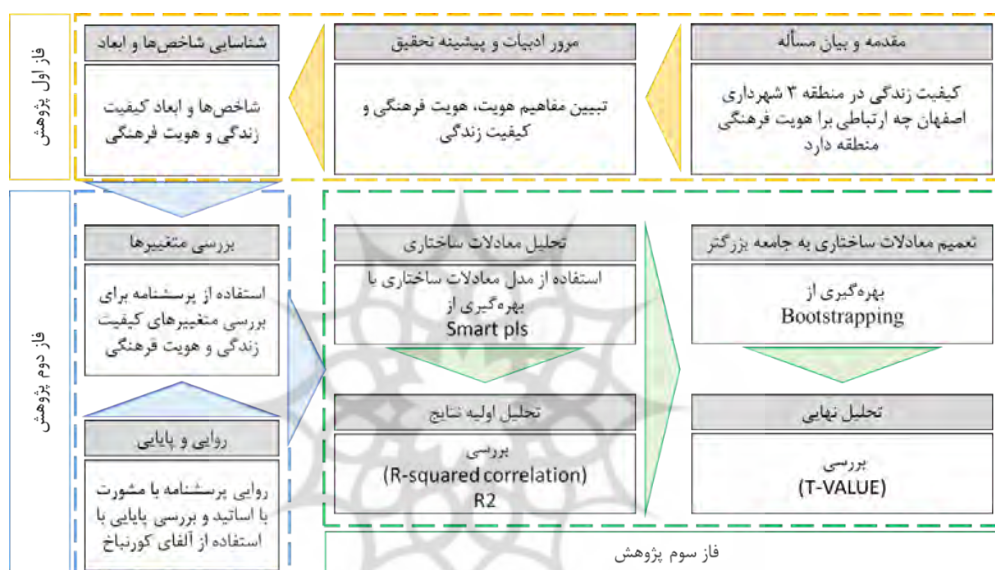 فاز اول پژوهش
مقدمه و بیان مسأله
کیفیت زندگی در منطقه ۳ شهرداری
اصفهان چه ارتباطی برا هویت فرهنگی
منطقه دارد
مرور ادبیات و پیشینه تحقیق
تبیین مفاهیم هویت، هویت فرهنگی و
کیفیت زندگی
شناسایی شاخص‌ها و ابعاد
شاخص‌ها و ابعاد کیفیت
زندگی و هویت فرهنگی
فاز دوم پژوهش
بررسی متغییرها
استفاده از پرسشنامه برای
بررسی متغییرهای کیفیت
زندگی و هویت فرهنگی
روایی و پایایی
روایی پرسشنامه با مشورت
با اساتید و بررسی پایایی با
استفاده از آلفای کورنباخ
تحلیل معادلات ساختاری
استفاده از مدل معادلات ساختاری با
بهره‌گیری از
Smart pls
تحلیل اولیه نتایج
بررسی
(R-squared correlation)
R2
تعمیم معادلات ساختاری به جامعه بزرگتر
بهره‌گیری از
Bootstrapping
تحلیل نهایی
بررسی
(T-VALUE)
فاز سوم پژوهش